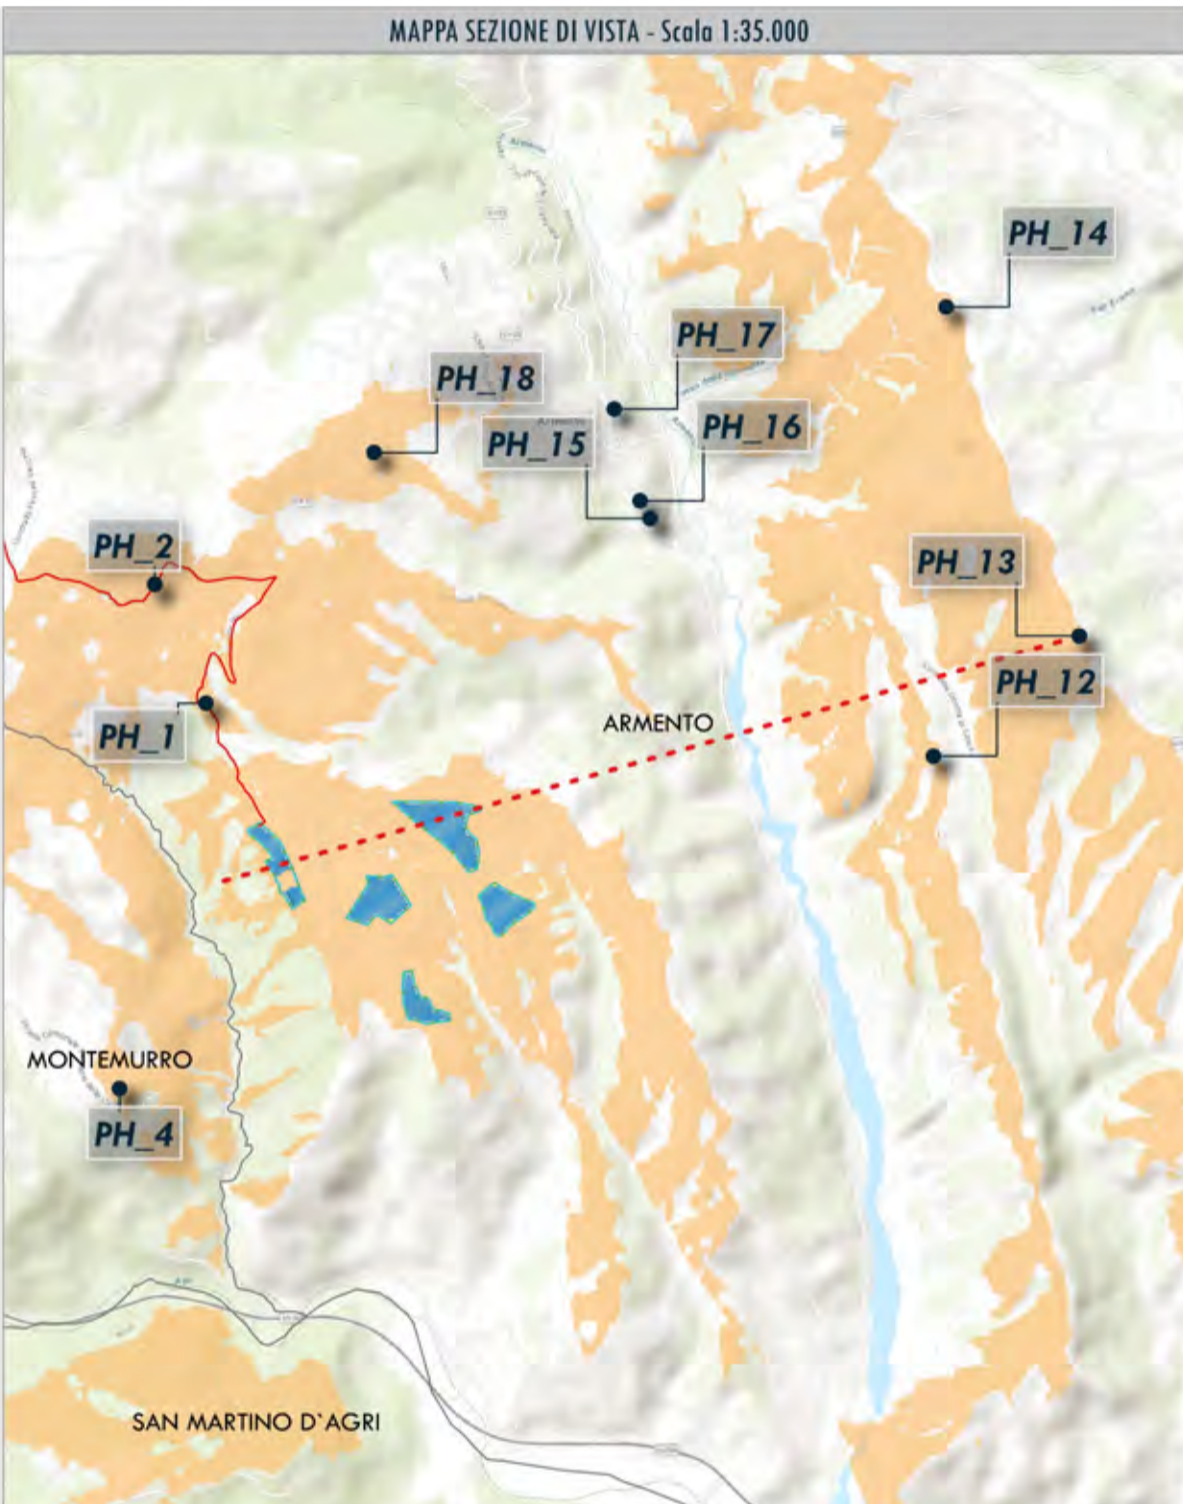 MAPPA SEZIONE DI VISTA - Scala 1:35.000
PH_14
PH_17
PH_18
PH_16
PH_15
PH_2
PH_13
PH_12
ARMENTO
PH_1
MONTEMURRO
PH_4
SAN MARTINO D'AGRI